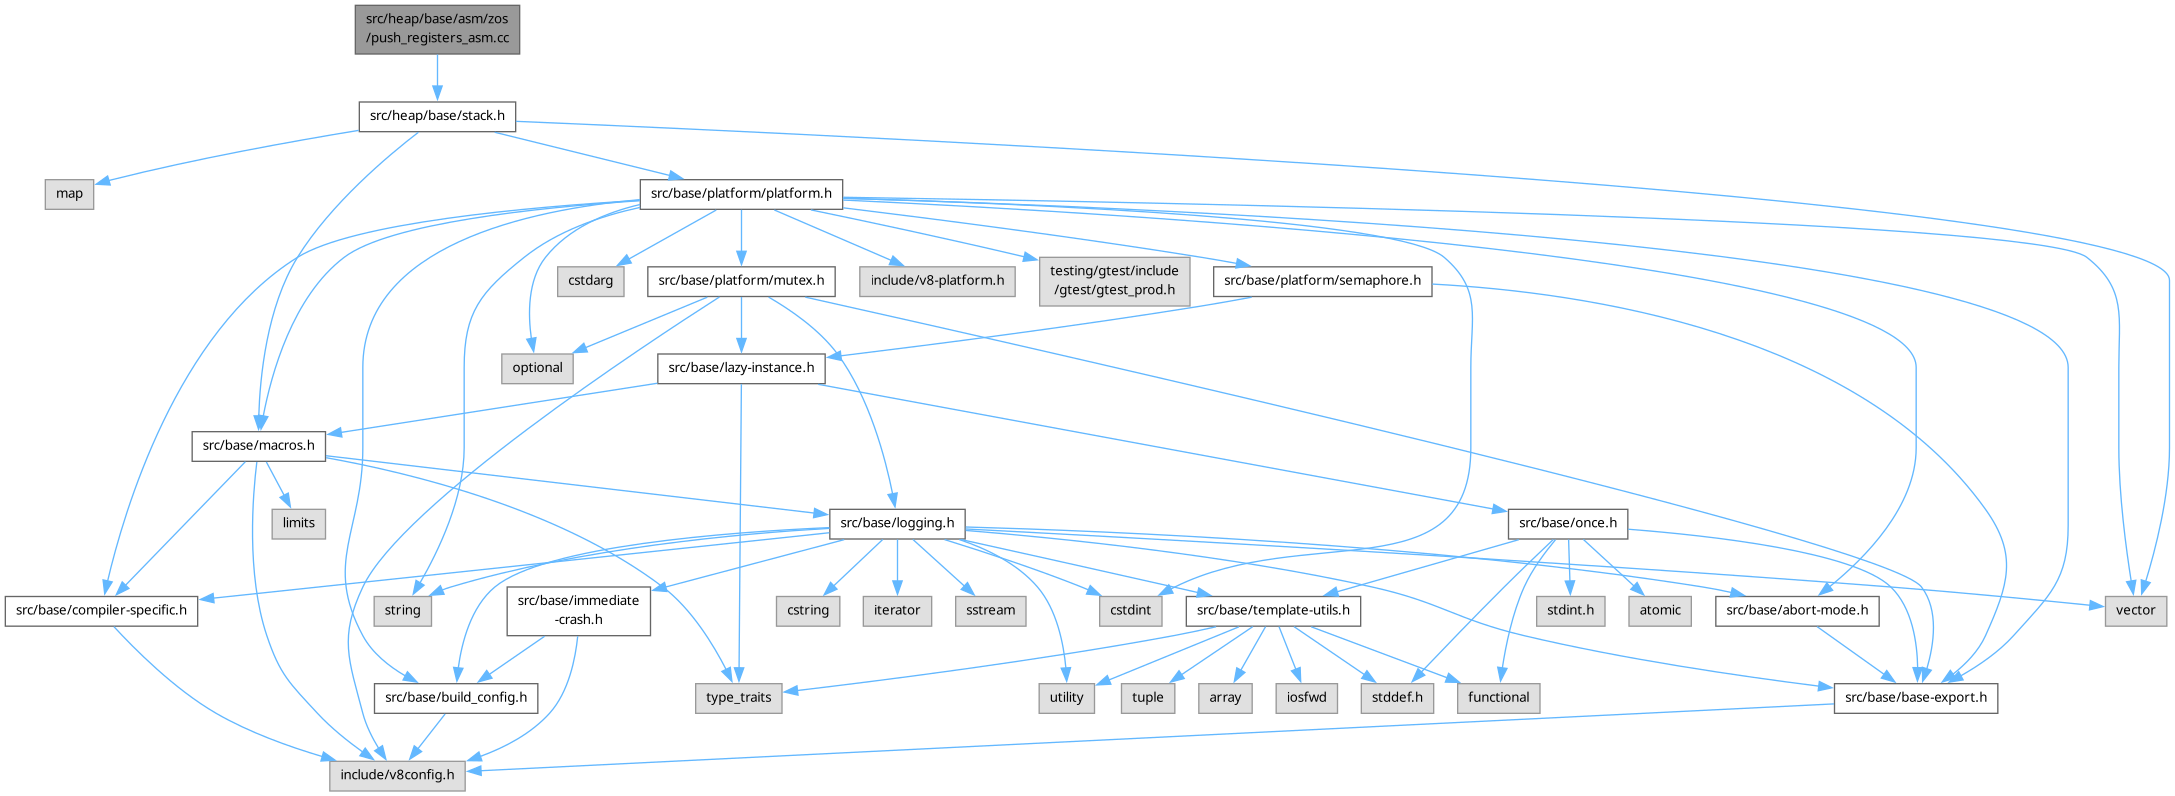 src/heap/base/asm/zos
/push_registers_asm.cc
src/heap/base/stack.h
map
src/base/platform/platform.h
cstdarg
src/base/platform/mutex.h
include/v8-platform.h
testing/gtest/include
/gtest/gtest_prod.h
src/base/platform/semaphore.h
optional
src/base/lazy-instance.h
src/base/macros.h
limits
src/base/logging.h
src/base/once.h
src/base/compiler-specific.h
string
src/base/immediate
-crash.h
cstring
iterator
sstream
cstdint
src/base/template-utils.h
stdint.h
atomic
src/base/abort-mode.h
vector
src/base/build_config.h
type_traits
utility
tuple
array
iosfwd
stddef.h
functional
src/base/base-export.h
include/v8config.h